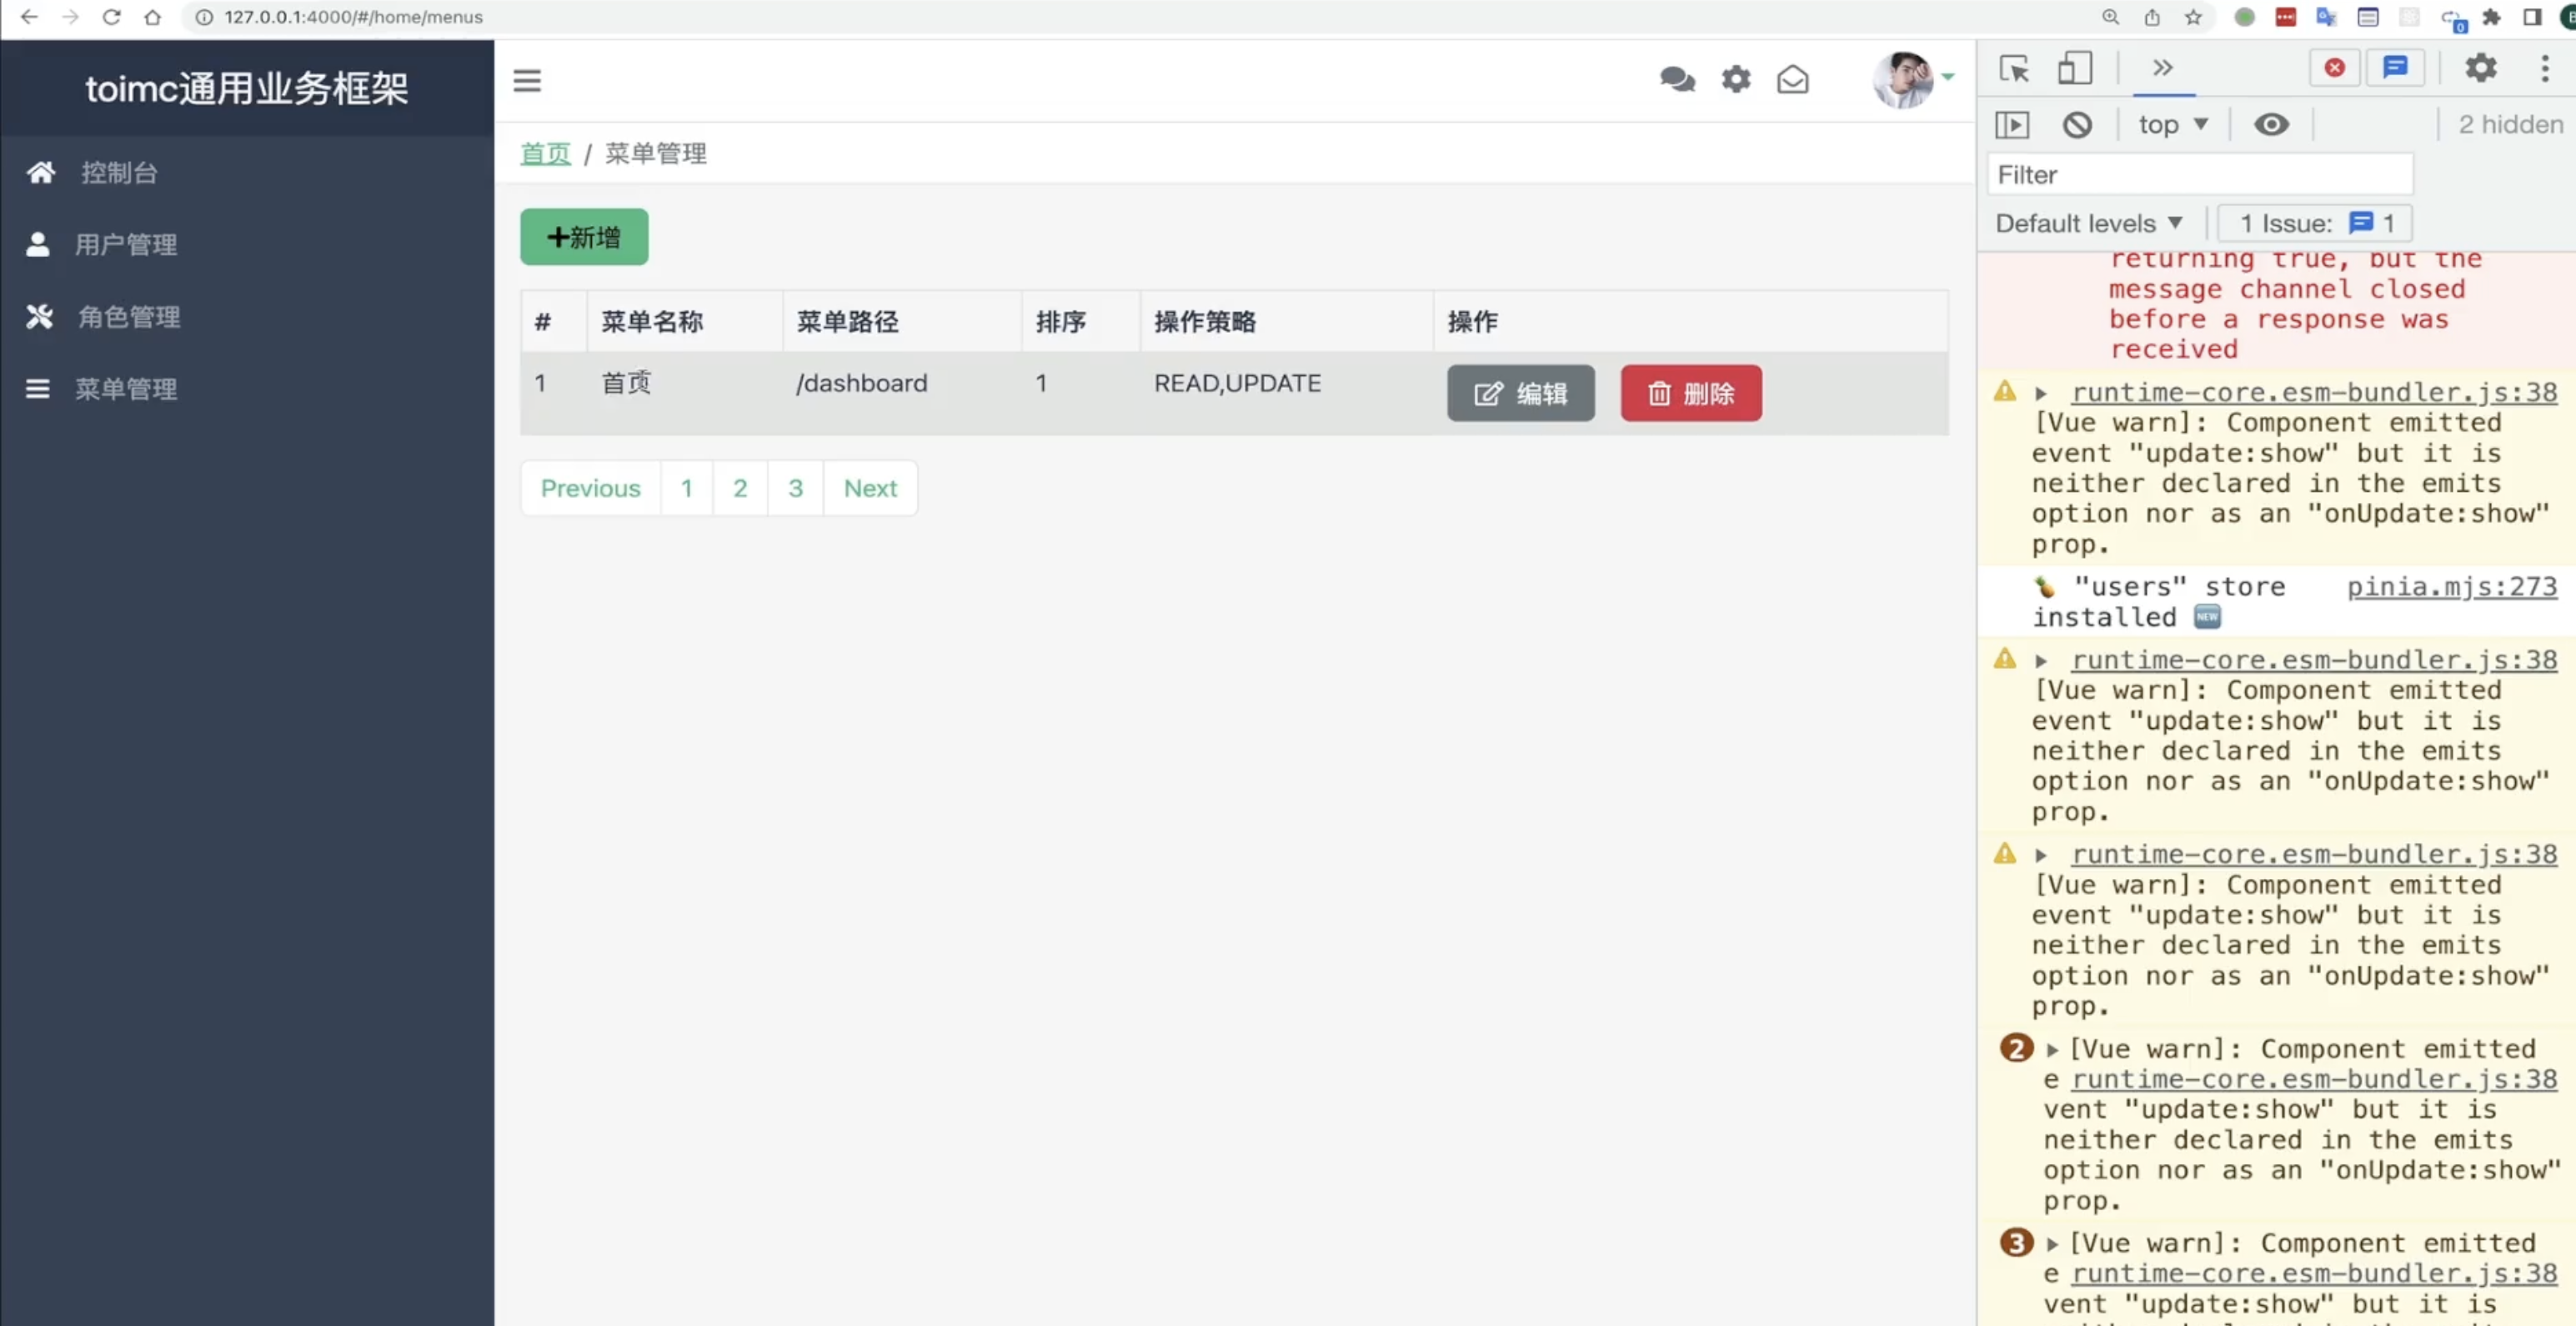 127.0.0.1:4000/#/home/menus
toimc通用业务框架
控制台
用户管理
角色管理
菜单管理
首页 / 菜单管理
+新增
# 菜单名称 菜单路径 排序 操作策略 操作
1 首页 /dashboard 1 READ,UPDATE 编辑 删除
Previous 1 2 3 Next
top 2 hidden
Filter
Default levels 1 Issue: 1
returning true, but the
message channel closed
before a response was
received
runtime-core.esm-bundler.js:38
[Vue warn]: Component emitted
event "update:show" but it is
neither declared in the emits
option nor as an "onUpdate:show"
prop.
🍍 "users" store pinia.mjs:273
installed 🆕
runtime-core.esm-bundler.js:38
[Vue warn]: Component emitted
event "update:show" but it is
neither declared in the emits
option nor as an "onUpdate:show"
prop.
runtime-core.esm-bundler.js:38
[Vue warn]: Component emitted
event "update:show" but it is
neither declared in the emits
option nor as an "onUpdate:show"
prop.
2 [Vue warn]: Component emitted
e runtime-core.esm-bundler.js:38
vent "update:show" but it is
neither declared in the emits
option nor as an "onUpdate:show"
prop.
3 [Vue warn]: Component emitted
e runtime-core.esm-bundler.js:38
vent "update:show" but it is